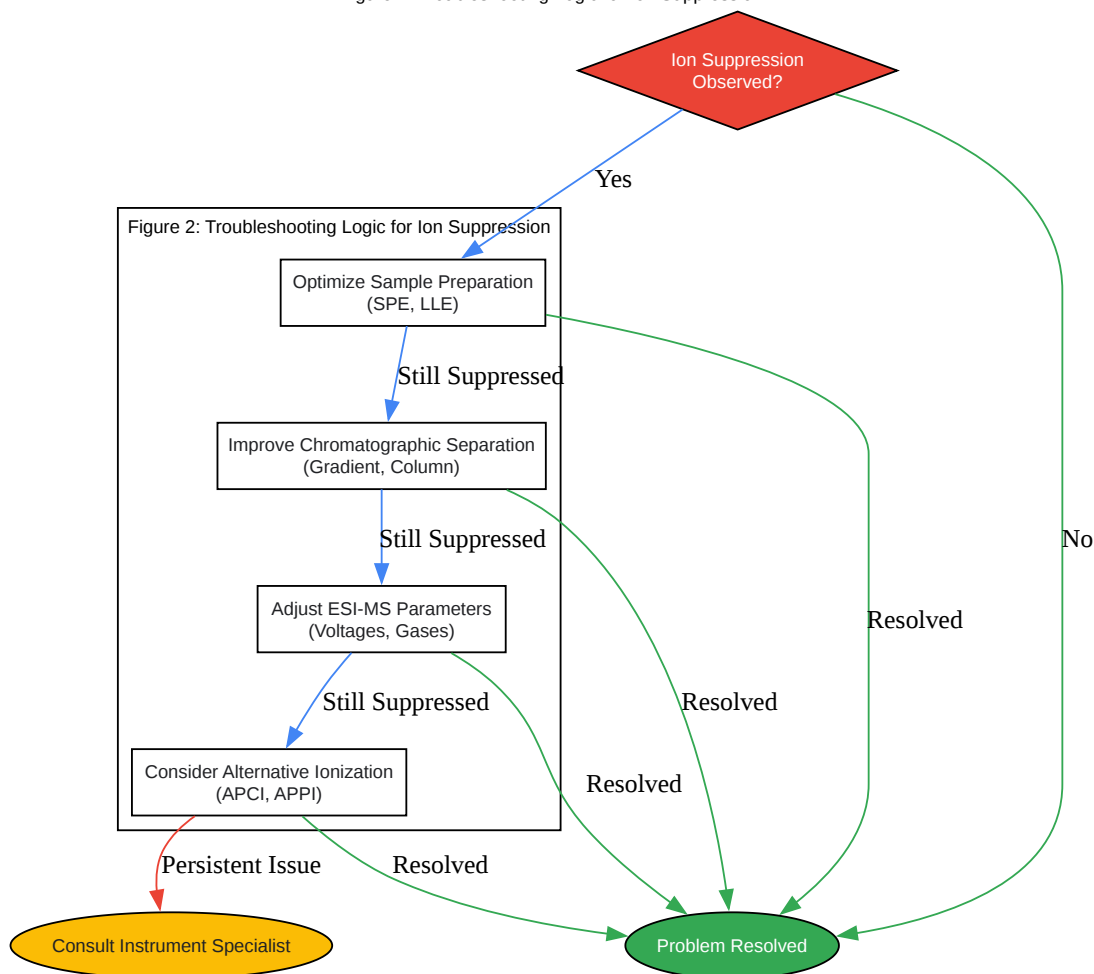 Ion Suppression
Observed?
Yes
Figure 2: Troubleshooting Logic for Ion Suppression
Optimize Sample Preparation
(SPE, LLE)
Still Suppressed
Improve Chromatographic Separation
(Gradient, Column)
Still Suppressed
No
Adjust ESI-MS Parameters
(Voltages, Gases)
Resolved
Still Suppressed
Resolved
Consider Alternative Ionization
(APCI, APPI)
Resolved
Persistent Issue
Resolved
Consult Instrument Specialist
Problem Resolved